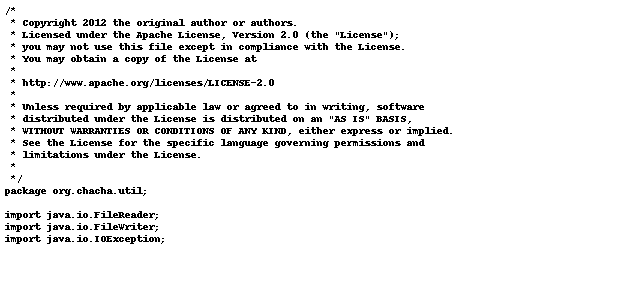 /*
 * Copyright 2012 the original author or authors.
 * Licensed under the Apache License, Version 2.0 (the "License");
 * you may not use this file except in compliance with the License.
 * You may obtain a copy of the License at
 *
 * http://www.apache.org/licenses/LICENSE-2.0
 *
 * Unless required by applicable law or agreed to in writing, software
 * distributed under the License is distributed on an "AS IS" BASIS,
 * WITHOUT WARRANTIES OR CONDITIONS OF ANY KIND, either express or implied.
 * See the License for the specific language governing permissions and
 * limitations under the License.
 *
 */
package org.chacha.util;

import java.io.FileReader;
import java.io.FileWriter;
import java.io.IOException;